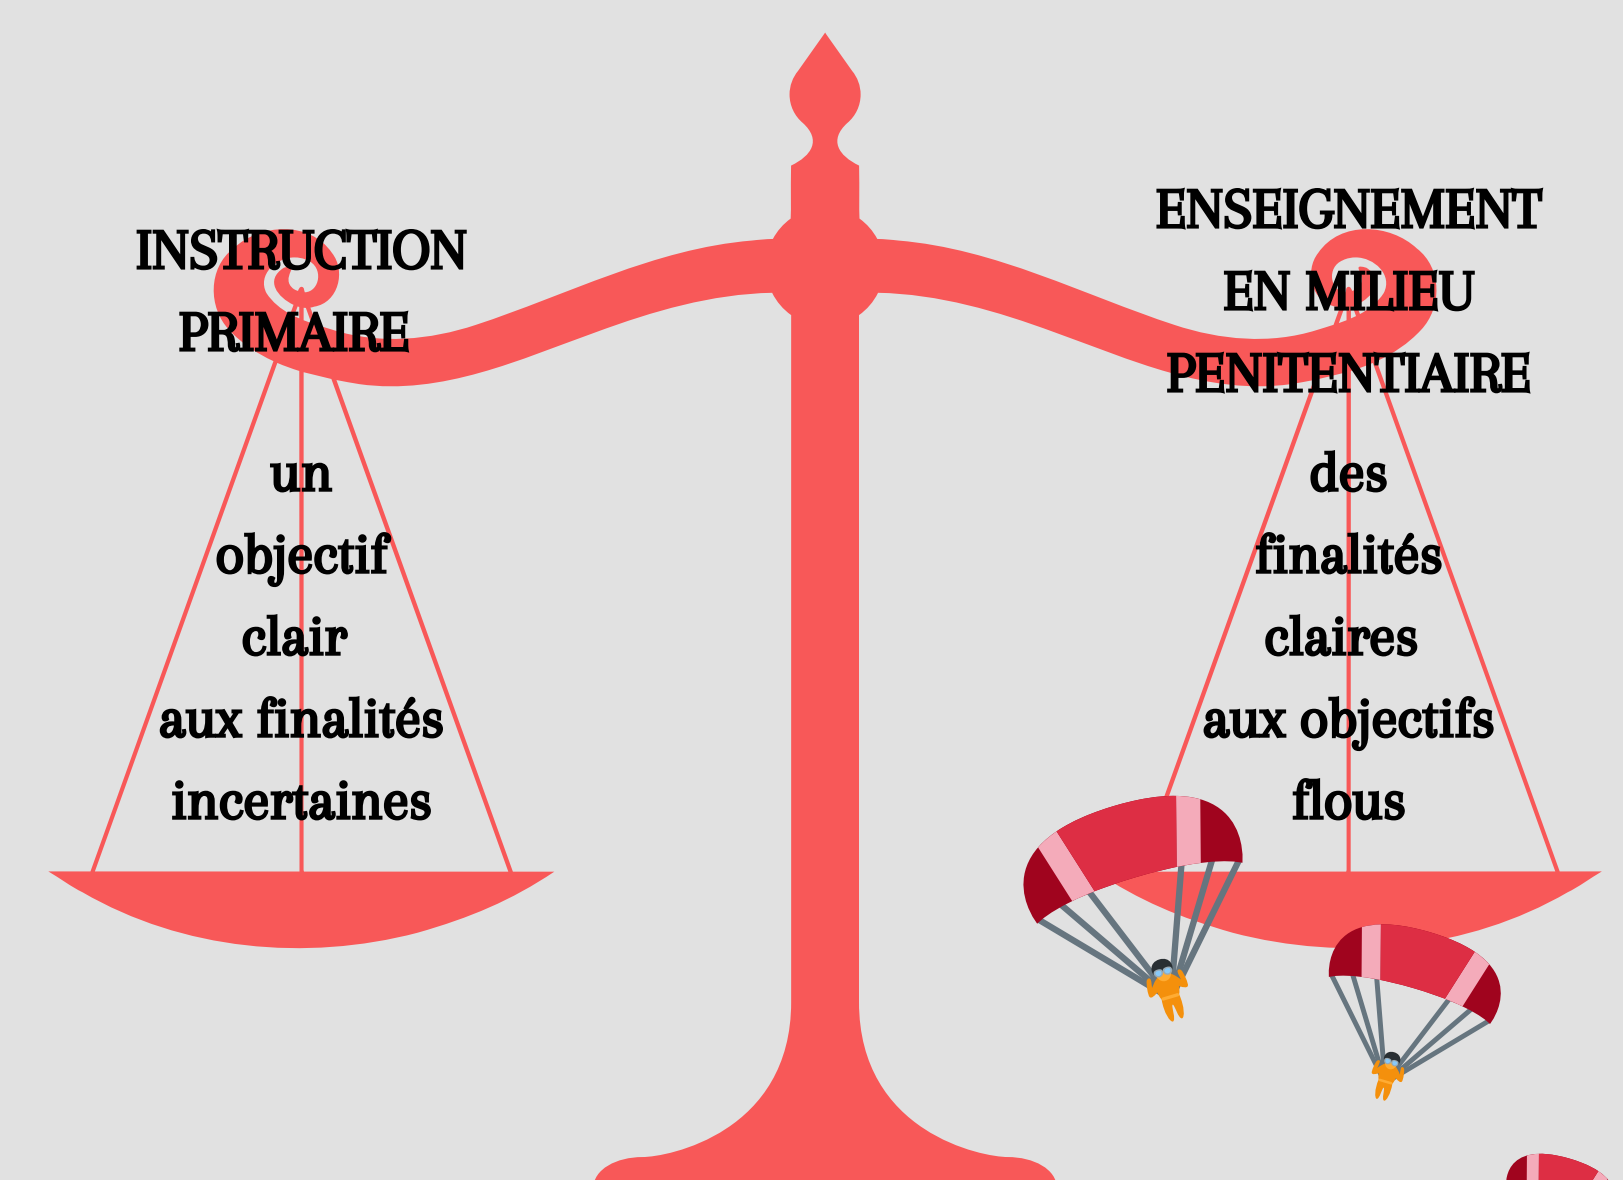 INSTRUCTION
PRIMAIRE
un
objectif
clair
aux finalités
incertaines
ENSEIGNEMENT
EN MILIEU
PENITENTIAIRE
des
finalités
claires
aux objectifs
flous